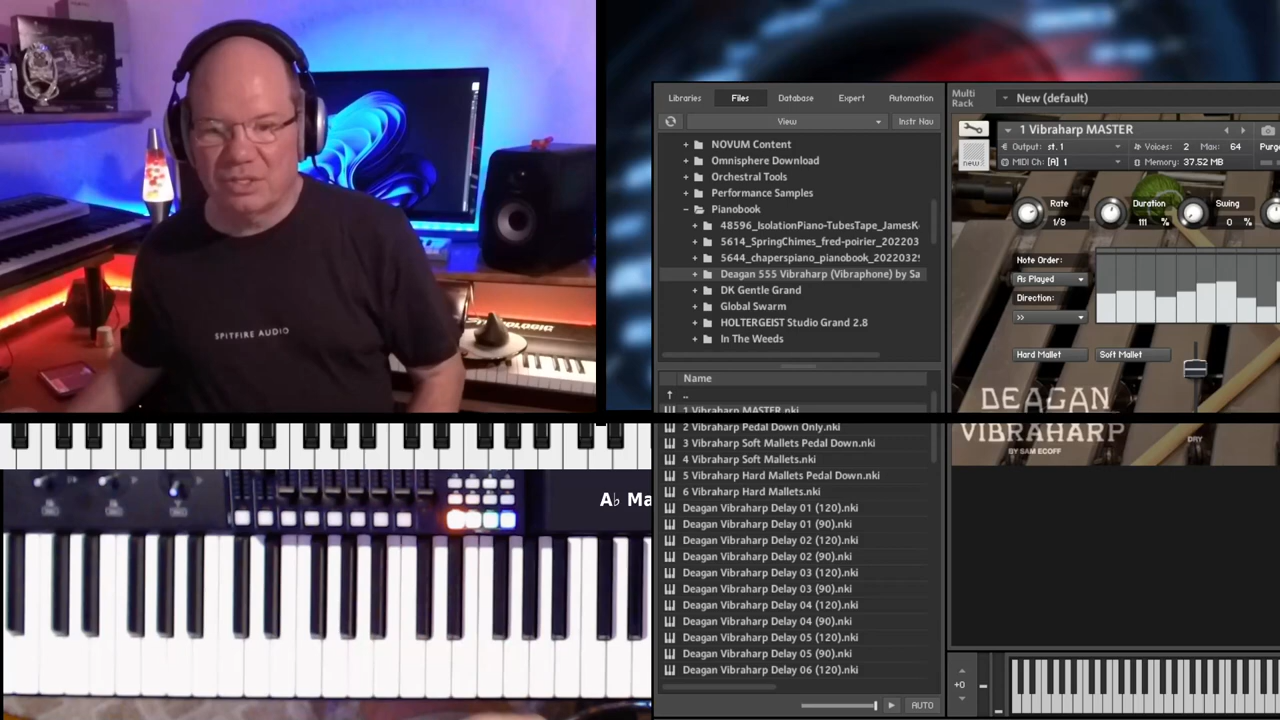 SPITFIRE AUDIO
A♭ Ma
Libraries
Files
Database
Expert
Automation
View
Instr Nav
NOVUM Content
Omnisphere Download
Orchestral Tools
Performance Samples
Pianobook
48596_IsolationPiano-TubesTape_JamesK
5614_SpringChimes_fred-poirier_202203
5644_chaperspiano_pianobook_2022032
Deagan 555 Vibraharp (Vibraphone) by Sa
DK Gentle Grand
Global Swarm
HOLTERGEIST Studio Grand 2.8
In The Weeds
Name
..
1 Vibraharp MASTER.nki
2 Vibraharp Pedal Down Only.nki
3 Vibraharp Soft Mallets Pedal Down.nki
4 Vibraharp Soft Mallets.nki
5 Vibraharp Hard Mallets Pedal Down.nki
6 Vibraharp Hard Mallets.nki
Deagan Vibraharp Delay 01 (120).nki
Deagan Vibraharp Delay 01 (90).nki
Deagan Vibraharp Delay 02 (120).nki
Deagan Vibraharp Delay 02 (90).nki
Deagan Vibraharp Delay 03 (120).nki
Deagan Vibraharp Delay 03 (90).nki
Deagan Vibraharp Delay 04 (120).nki
Deagan Vibraharp Delay 04 (90).nki
Deagan Vibraharp Delay 05 (120).nki
Deagan Vibraharp Delay 05 (90).nki
Deagan Vibraharp Delay 06 (120).nki
AUTO
Multi Rack
New (default)
1 Vibraharp MASTER
Output: st.1
Voices: 2 Max: 64
Purg
MIDI Ch: [A] 1
Memory: 37.52 MB
new
Rate
1/8
Duration
111 %
Swing
0 %
Note Order:
As Played
Direction:
>>
Hard Mallet
Soft Mallet
DEAGAN
VIBRAHARP
BY SAM ECOFF
DRY
+0